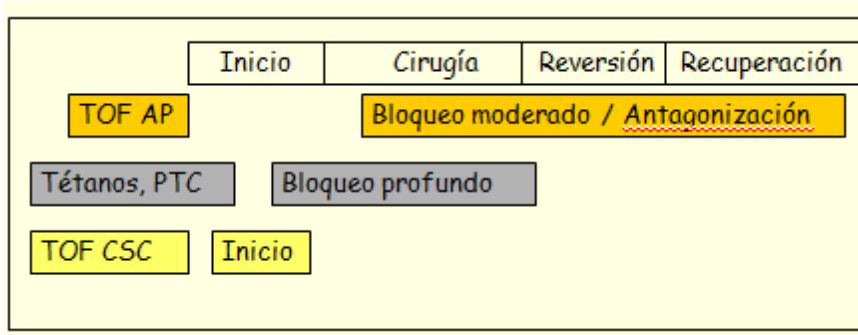 Inicio Cirugía Reversión Recuperación
TOF AP Bloqueo moderado / Antagonización
Tétanos, PTC Bloqueo profundo
TOF CSC Inicio